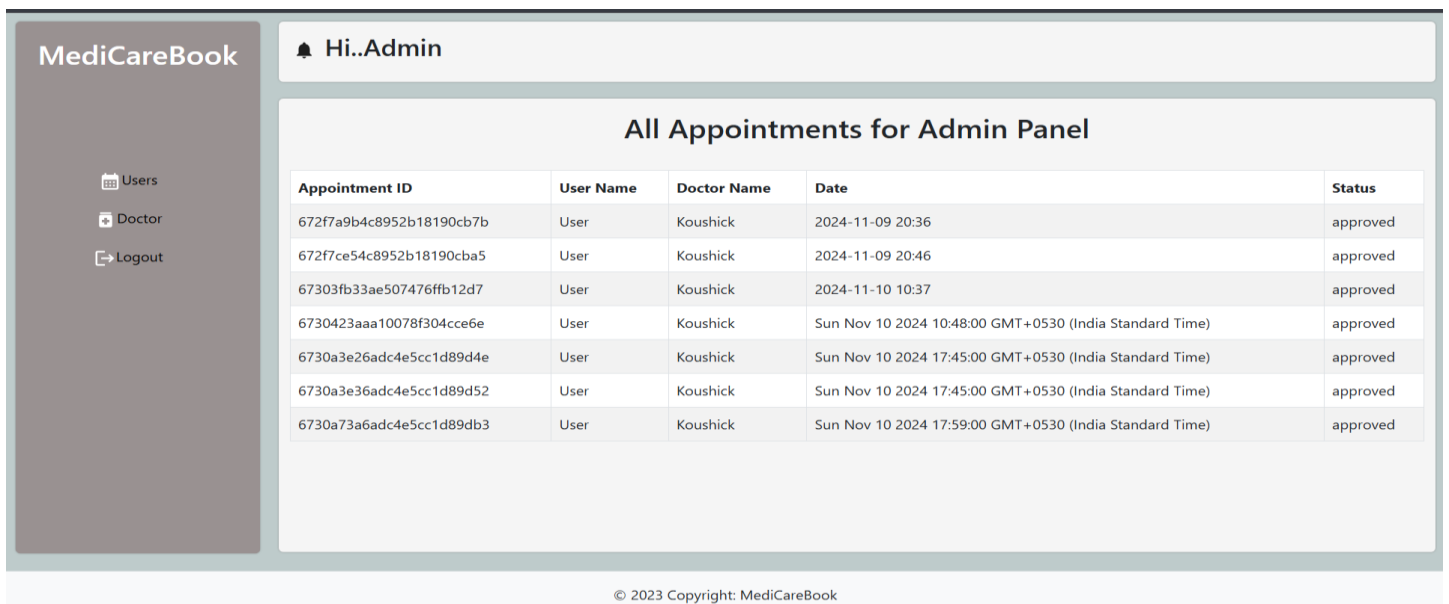 MediCareBook
Hi..Admin
Users
Doctor
Logout
All Appointments for Admin Panel
Appointment ID User Name Doctor Name Date Status
672f7a9b4c8952b18190cb7b User Koushick 2024-11-09 20:36 approved
672f7ce54c8952b18190cba5 User Koushick 2024-11-09 20:46 approved
67303fb33ae507476ffb12d7 User Koushick 2024-11-10 10:37 approved
6730423aaa10078f304cce6e User Koushick Sun Nov 10 2024 10:48:00 GMT+0530 (India Standard Time) approved
6730a3e26adc4e5cc1d89d4e User Koushick Sun Nov 10 2024 17:45:00 GMT+0530 (India Standard Time) approved
6730a3e36adc4e5cc1d89d52 User Koushick Sun Nov 10 2024 17:45:00 GMT+0530 (India Standard Time) approved
6730a73a6adc4e5cc1d89db3 User Koushick Sun Nov 10 2024 17:59:00 GMT+0530 (India Standard Time) approved
© 2023 Copyright: MediCareBook